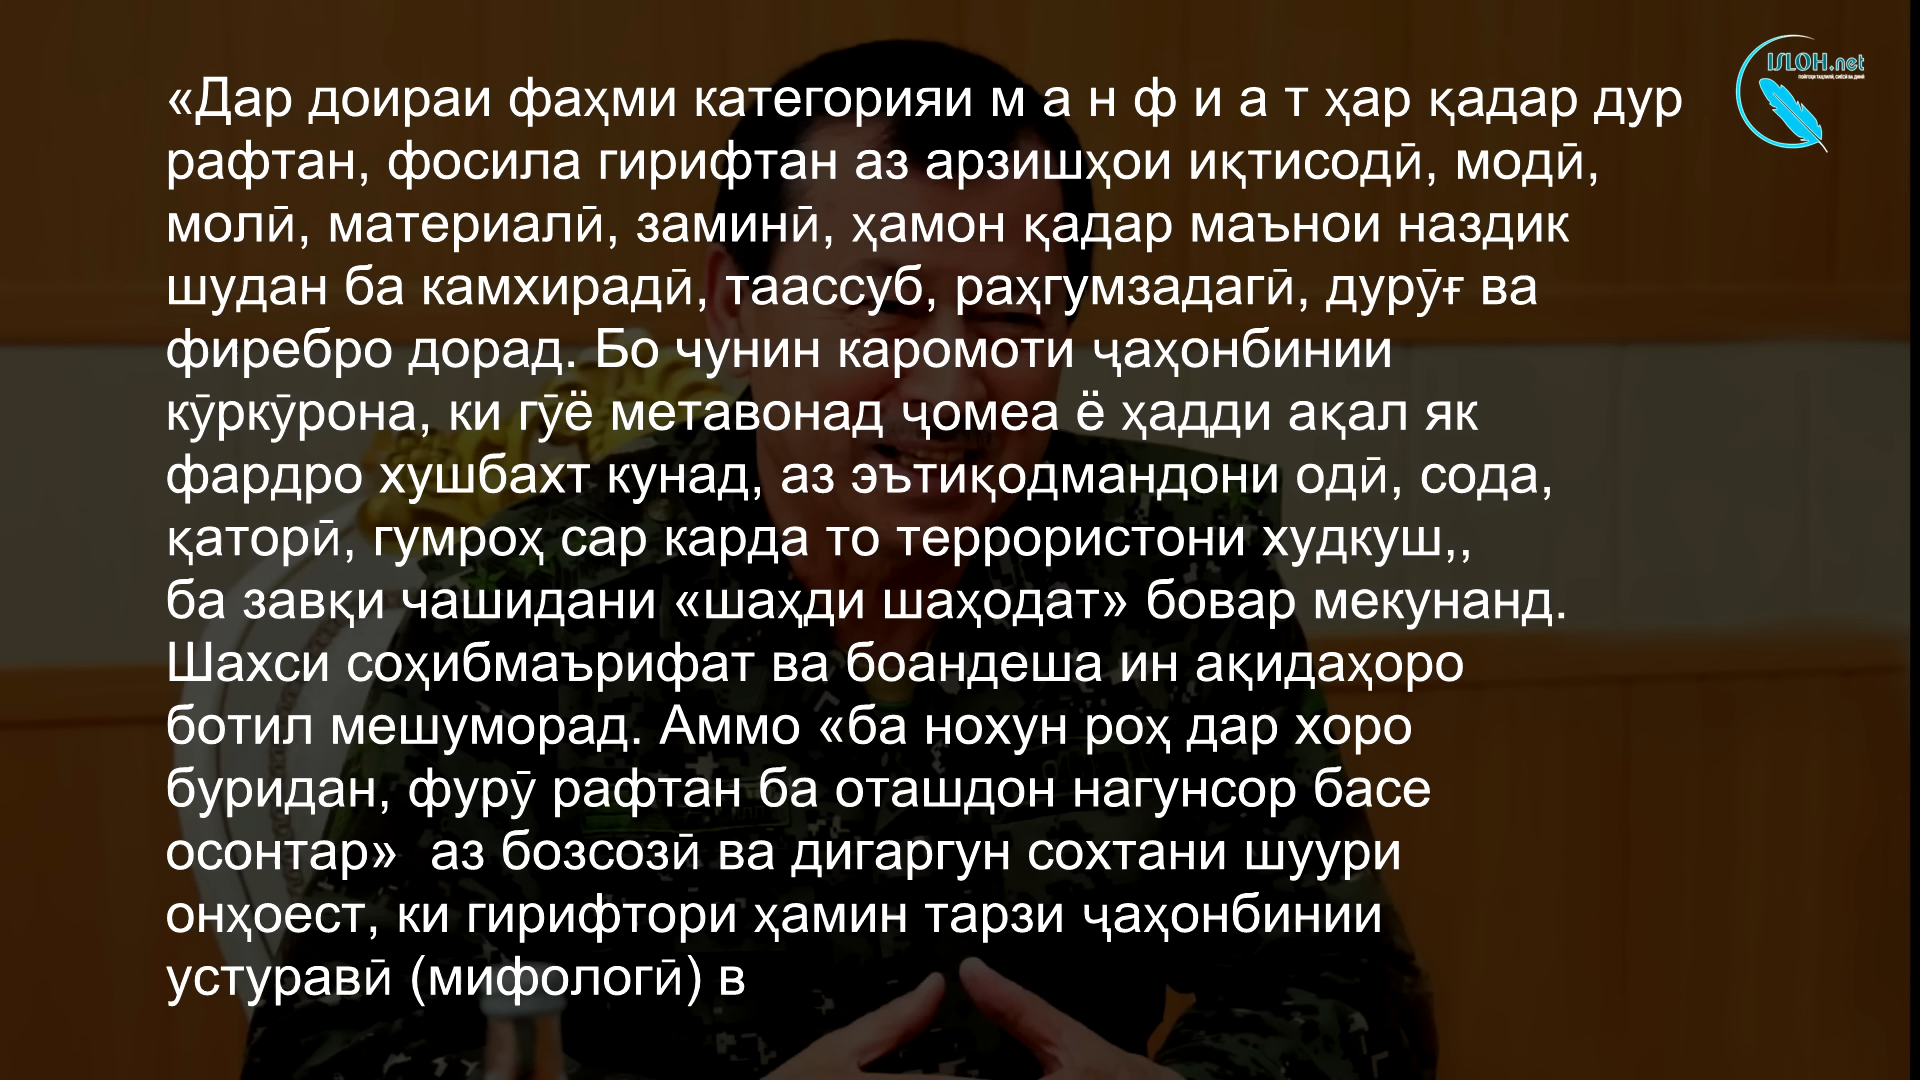 ISLOH.net
«Дар доираи фаҳми категорияи м а н ф и а т ҳар қадар дур
рафтан, фосила гирифтан аз арзишҳои иқтисодӣ, модӣ,
молӣ, материалӣ, заминӣ, ҳамон қадар маънои наздик
шудан ба камхирадӣ, таассуб, раҳгумзадагӣ, дурӯғ ва
фиребро дорад. Бо чунин каромоти ҷаҳонбинии
кӯркӯрона, ки гӯё метавонад ҷомеа ё ҳадди ақал як
фардро хушбахт кунад, аз эътиқодмандони одӣ, сода,
қаторӣ, гумроҳ сар карда то террористони худкуш,,
ба завқи чашидани «шаҳди шаҳодат» бовар мекунанд.
Шахси соҳибмаърифат ва боандеша ин ақидаҳоро
ботил мешуморад. Аммо «ба нохун роҳ дар хоро
буридан, фурӯ рафтан ба оташдон нагунсор басе
осонтар»  аз бозсозӣ ва дигаргун сохтани шуури
онҳоест, ки гирифтори ҳамин тарзи ҷаҳонбинии
устуравӣ (мифологӣ) в